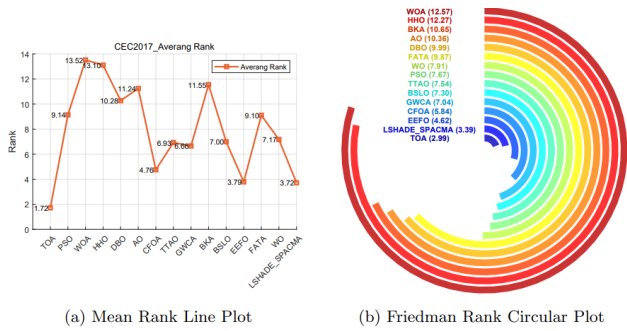 CEC2017_Averang Rank
Averang Rank
Rank
14
12
10
8
6
4
2
0
1.72
9.14
13.52
13.10
10.28
11.24
4.76
6.93
6.66
11.55
7.00
3.79
9.10
7.17
3.72
TOA
PSO
WOA
HHO
DBO
AO
CFOA
TTAO
GWCA
BKA
BSLO
EEFO
FATA
WO
LSHADE_SPACMA
(a) Mean Rank Line Plot
WOA (12.57)
HHO (12.27)
BKA (10.65)
AO (10.36)
DBO (9.99)
FATA (9.87)
WO (7.91)
PSO (7.67)
TTAO (7.54)
BSLO (7.30)
GWCA (7.04)
CFOA (5.84)
EEFO (4.62)
LSHADE_SPACMA (3.39)
TOA (2.99)
(b) Friedman Rank Circular Plot